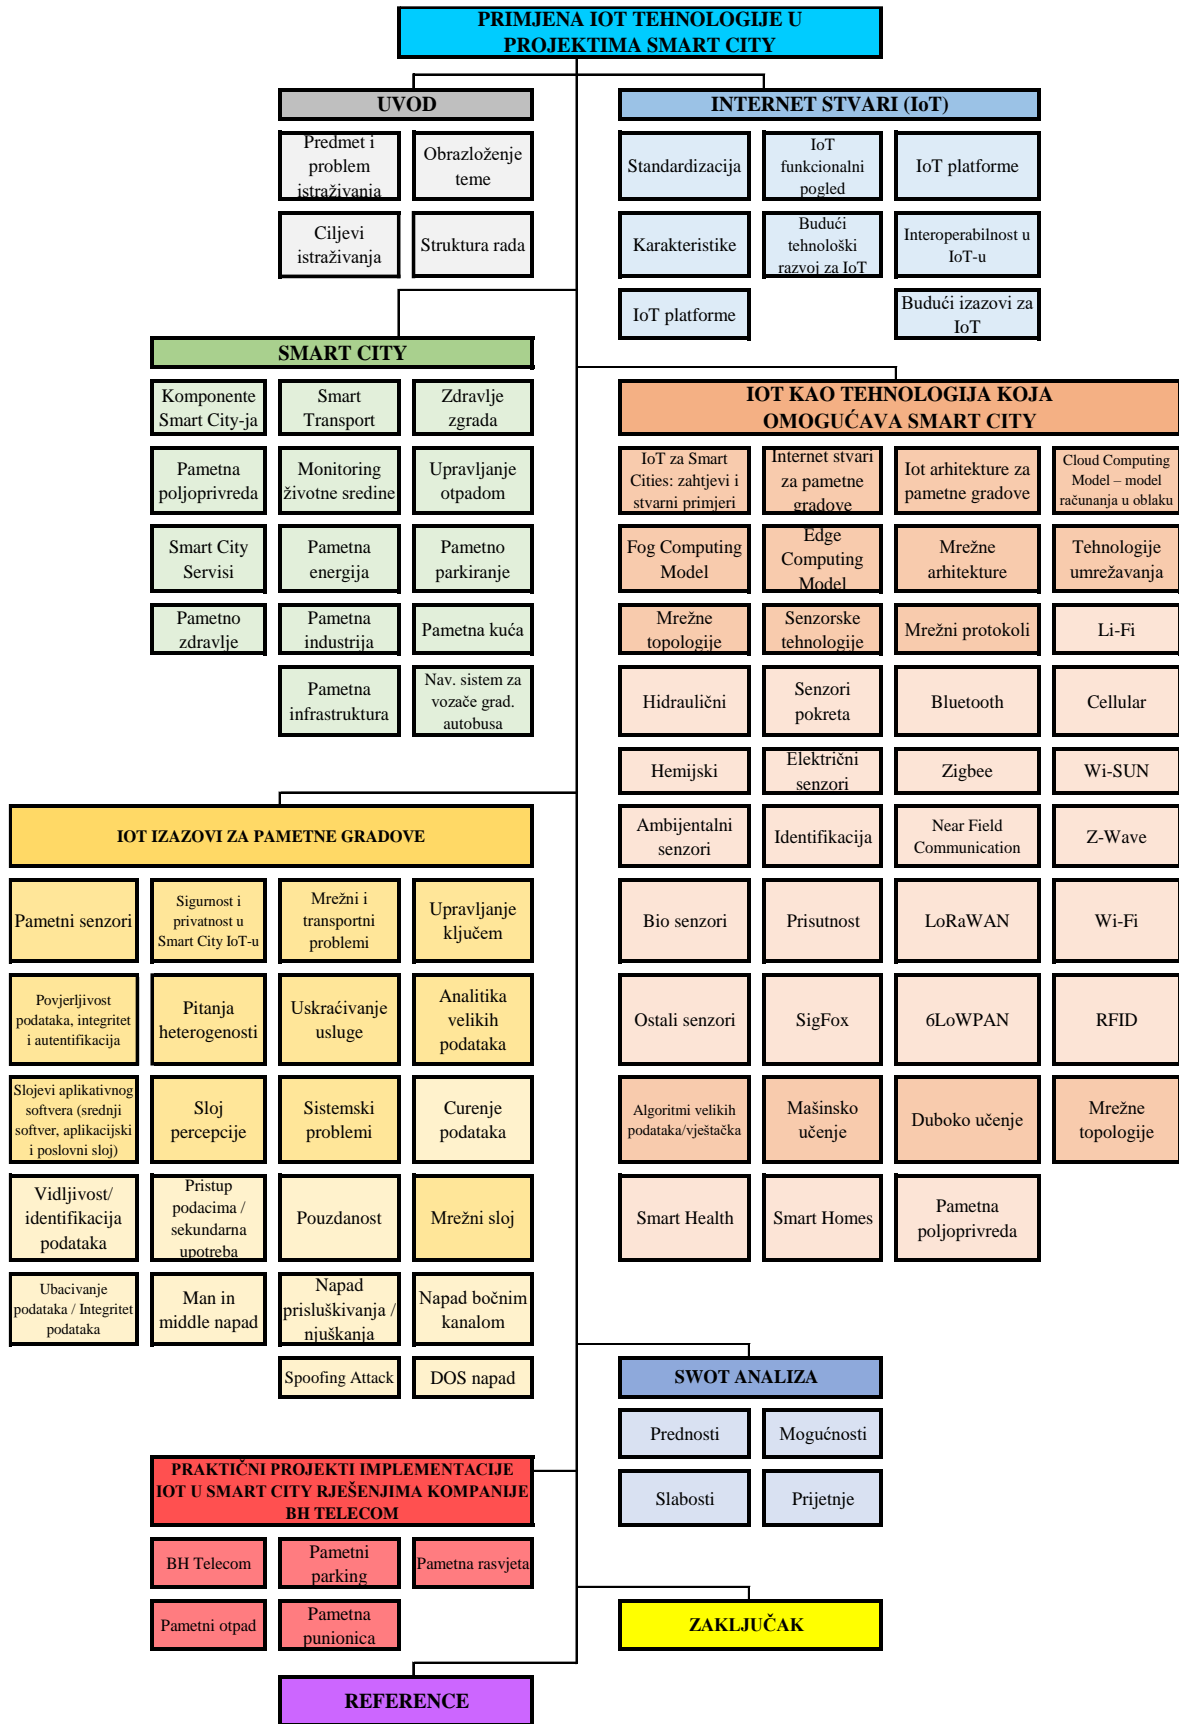 PRIMJENA IOT TEHNOLOGIJE U
PROJEKTIMA SMART CITY
UVOD
Predmet i
problem
istraživanja
Obrazloženje
teme
Ciljevi
istraživanja
Struktura rada
INTERNET STVARI (IoT)
Standardizacija
IoT
funkcionalni
pogled
IoT platforme
Karakteristike
Budući
tehnološki
razvoj za IoT
Interoperabilnost u
IoT-u
IoT platforme
Budući izazovi za
IoT
SMART CITY
Komponente
Smart City-ja
Smart
Transport
Zdravlje
zgrada
Pametna
poljoprivreda
Monitoring
životne sredine
Upravljanje
otpadom
Smart City
Servisi
Pametna
energija
Pametno
parkiranje
Pametno
zdravlje
Pametna
industrija
Pametna kuća
Pametna
infrastruktura
Nav. sistem za
vozače grad.
autobusa
IOT KAO TEHNOLOGIJA KOJA
OMOGUĆAVA SMART CITY
IoT za Smart
Cities: zahtjevi i
stvarni primjeri
Internet stvari
za pametne
gradove
Iot arhitekture za
pametne gradove
Cloud Computing
Model – model
računanja u oblaku
Fog Computing
Model
Edge
Computing
Model
Mrežne
arhitekture
Tehnologije
umrežavanja
Mrežne
topologije
Senzorske
tehnologije
Mrežni protokoli
Li-Fi
Hidraulični
Senzori
pokreta
Bluetooth
Cellular
Hemijski
Električni
senzori
Zigbee
Wi-SUN
Ambijentalni
senzori
Identifikacija
Near Field
Communication
Z-Wave
Bio senzori
Prisutnost
LoRaWAN
Wi-Fi
Ostali senzori
SigFox
6LoWPAN
RFID
Algoritmi velikih
podataka/vještačka
Mašinsko
učenje
Duboko učenje
Mrežne
topologije
Smart Health
Smart Homes
Pametna
poljoprivreda
IOT IZAZOVI ZA PAMETNE GRADOVE
Pametni senzori
Sigurnost i
privatnost u
Smart City IoT-u
Mrežni i
transportni
problemi
Upravljanje
ključem
Povjerljivost
podataka, integritet
i autentifikacija
Pitanja
heterogenosti
Uskraćivanje
usluge
Analitika
velikih
podataka
Slojevi aplikativnog
softvera (srednji
softver, aplikacijski
i poslovni sloj)
Sloj
percepcije
Sistemski
problemi
Curenje
podataka
Vidljivost/
identifikacija
podataka
Pristup
podacima /
sekundarna
upotreba
Pouzdanost
Mrežni sloj
Ubacivanje
podataka / Integritet
podataka
Man in
middle napad
Napad
prisluškivanja /
njuškanja
Napad bočnim
kanalom
Spoofing Attack
DOS napad
SWOT ANALIZA
Prednosti
Mogućnosti
Slabosti
Prijetnje
PRAKTIČNI PROJEKTI IMPLEMENTACIJE
IOT U SMART CITY RJEŠENJIMA KOMPANIJE
BH TELECOM
BH Telecom
Pametni
parking
Pametna rasvjeta
Pametni otpad
Pametna
punionica
ZAKLJUČAK
REFERENCE